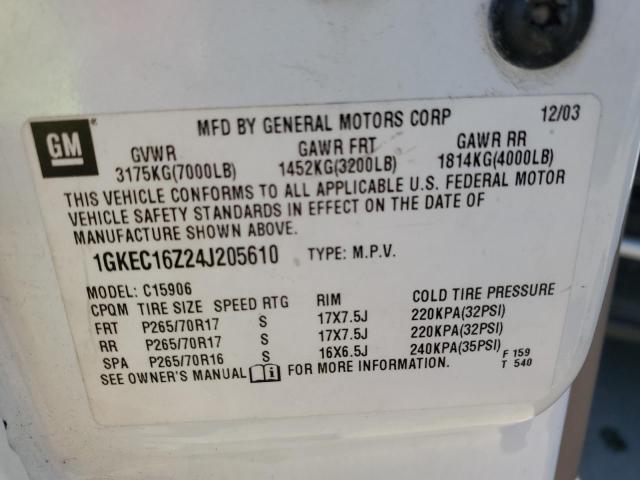 GM
MFD BY GENERAL MOTORS CORP 12/03
GVWR GAWR FRT GAWR RR
3175KG(7000LB) 1452KG(3200LB) 1814KG(4000LB)
THIS VEHICLE CONFORMS TO ALL APPLICABLE U.S. FEDERAL MOTOR
VEHICLE SAFETY STANDARDS IN EFFECT ON THE DATE OF
MANUFACTURE SHOWN ABOVE.
1GKEC16Z24J205610 TYPE: M.P.V.
MODEL: C15906
CPQM TIRE SIZE SPEED RTG RIM COLD TIRE PRESSURE
FRT P265/70R17 S 17X7.5J 220KPA(32PSI)
RR P265/70R17 S 17X7.5J 220KPA(32PSI)
SPA P265/70R16 S 16X6.5J 240KPA(35PSI) F 159
SEE OWNER'S MANUAL FOR MORE INFORMATION. T 540